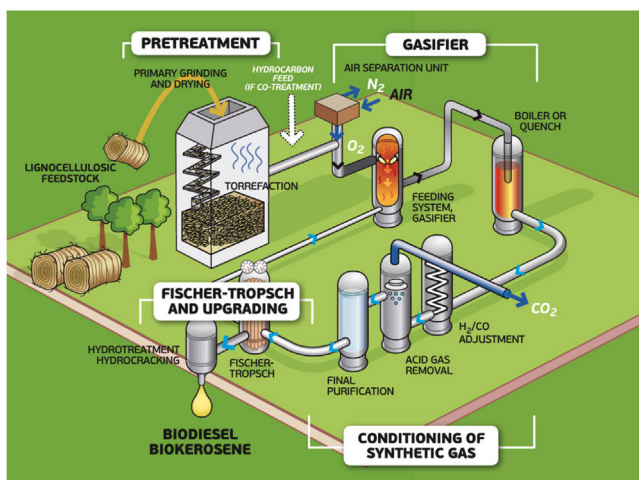 PRETREATMENT
GASIFIER
PRIMARY GRINDING
AND DRYING
HYDROCARBON
FEED
(IF CO-TREATMENT)
AIR SEPARATION UNIT
N2
AIR
O2
BOILER OR
QUENCH
LIGNOCELLULOSIC
FEEDSTOCK
TORREFACTION
FEEDING
SYSTEM,
GASIFIER
FISCHER-TROPSCH
AND UPGRADING
CO2
H2/CO
ADJUSTMENT
HYDROTREATMENT
HYDROCRACKING
FISCHER-
TROPSCH
ACID GAS
REMOVAL
FINAL
PURIFICATION
BIODIESEL
BIOKEROSENE
CONDITIONING OF
SYNTHETIC GAS